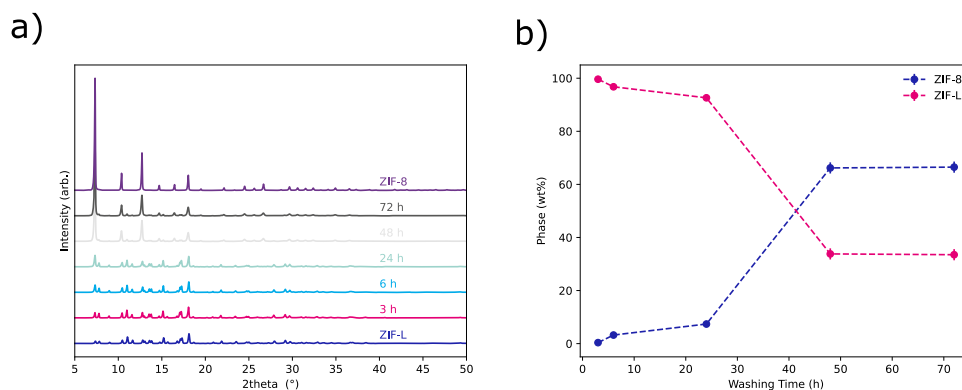 a)
ZIF-8
72 h
48 h
24 h
6 h
3 h
ZIF-L
Intensity (arb.)
5 10 15 20 25 30 35 40 45 50
2theta (°)
b)
ZIF-8
ZIF-L
100
80
60
40
20
0
Phase (wt%)
0 10 20 30 40 50 60 70
Washing Time (h)